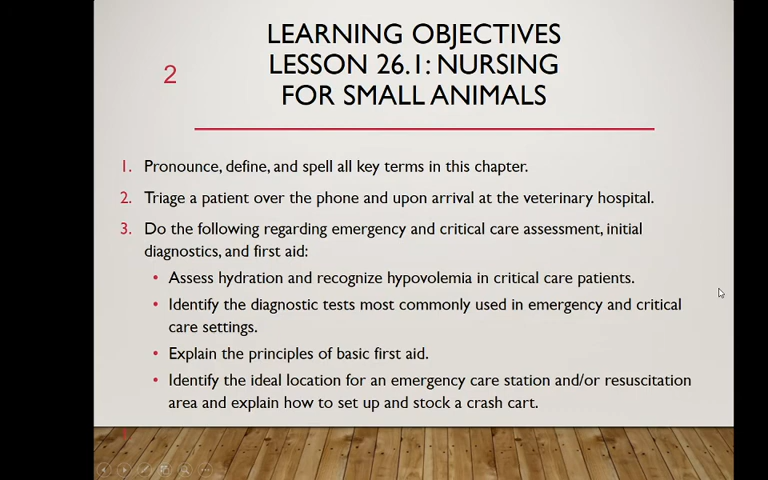 LEARNING OBJECTIVES
LESSON 26.1: NURSING
FOR SMALL ANIMALS
2
1. Pronounce, define, and spell all key terms in this chapter.
2. Triage a patient over the phone and upon arrival at the veterinary hospital.
3. Do the following regarding emergency and critical care assessment, initial
diagnostics, and first aid:
• Assess hydration and recognize hypovolemia in critical care patients.
• Identify the diagnostic tests most commonly used in emergency and critical
care settings.
• Explain the principles of basic first aid.
• Identify the ideal location for an emergency care station and/or resuscitation
area and explain how to set up and stock a crash cart.